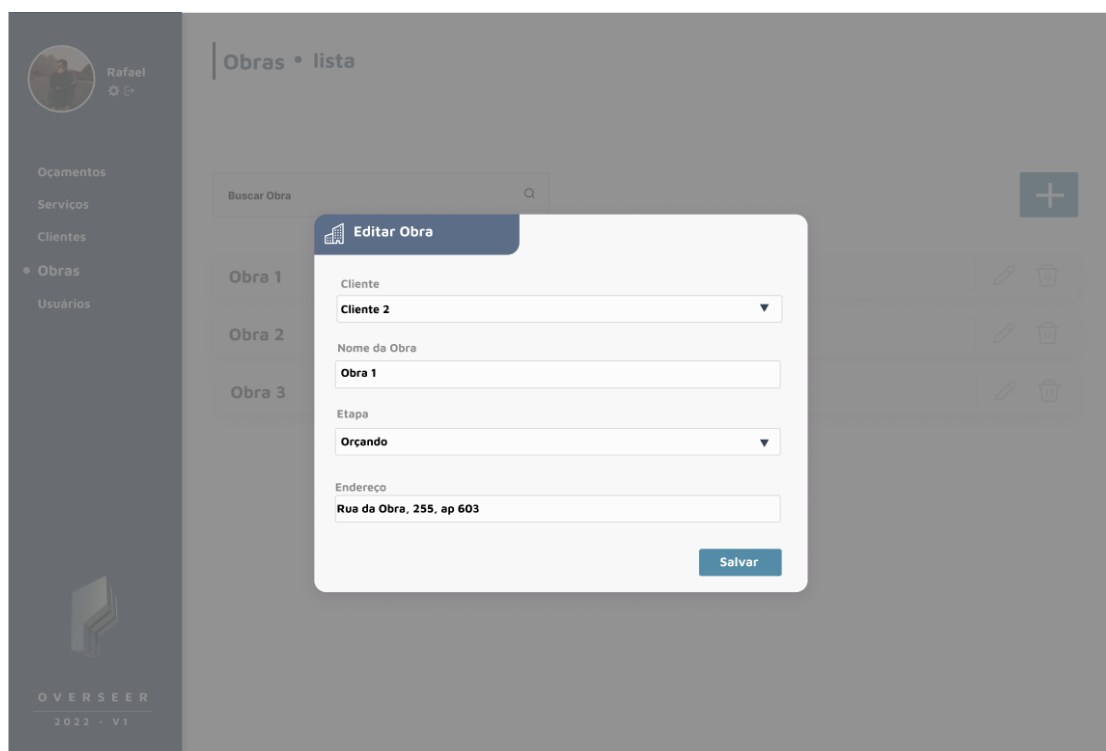 Rafael
Obras • lista
Oçamentos
Serviços
Clientes
Obras
Usuários
Buscar Obra
Obra 1
Obra 2
Obra 3
Editar Obra
Cliente
Cliente 2
Nome da Obra
Obra 1
Etapa
Orçando
Endereço
Rua da Obra, 255, ap 603
Salvar
OVERSEER
2022 - V1